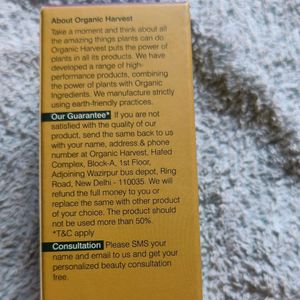 About Organic Harvest
Take a moment and think about all
the amazing things plants can do.
Organic Harvest puts the power of
plants in all its products. We have
developed a range of high-
performance products, combining
the power of plants with Organic
Ingredients. We manufacture strictly
using earth-friendly practices.
Our Guarantee* If you are not
satisfied with the quality of our
product, send the same back to us
with your name, address & phone
number at Organic Harvest, Hafed
Complex, Block-A, 1st Floor,
Adjoining Wazirpur bus depot, Ring
Road, New Delhi - 110035. We will
refund the full money to you or
replace the same with other product
of your choice. The product should
not be used more than 50%.
*T&C apply
Consultation Please SMS your
name and email to us and get your
personalized beauty consultation
free.